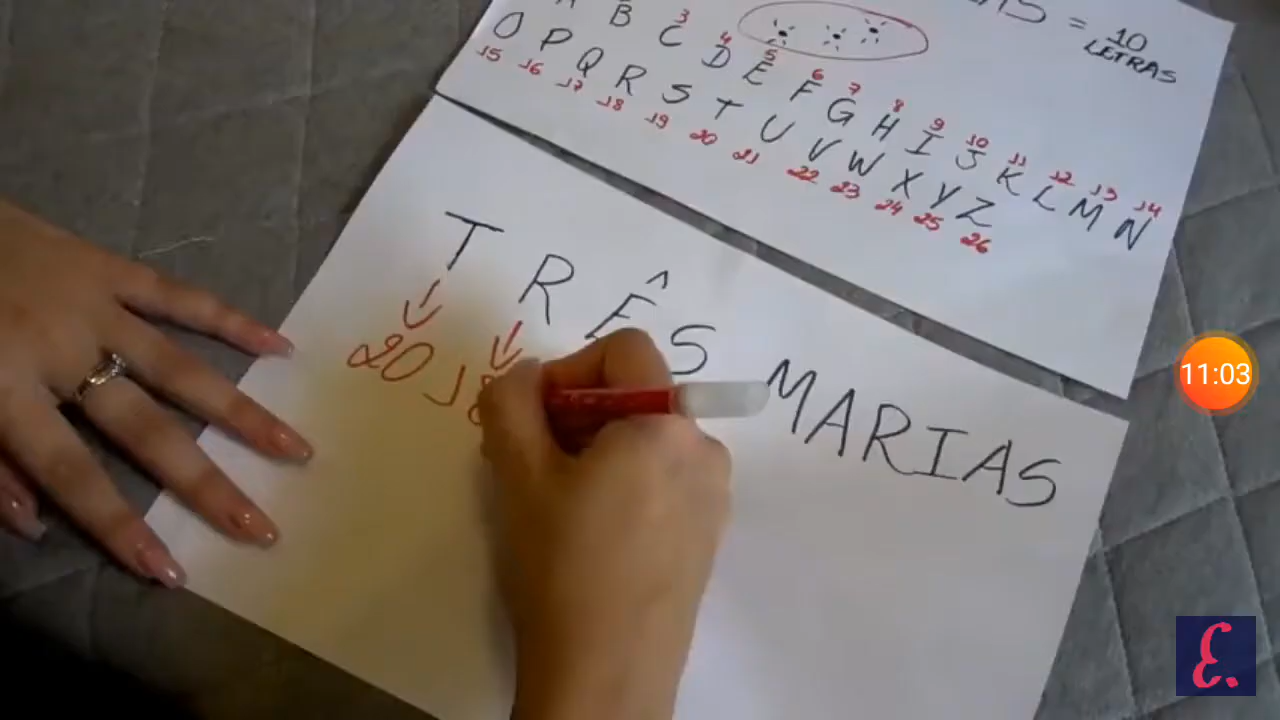 = 10
LETRAS
B C D E F G H I J K L M N
3 4 5 6 7 8 9 10 11 12 13 14
O P Q R S T U V W X Y Z
15 16 17 18 19 20 21 22 23 24 25 26
TRÊS MARIAS
20 18
11:03
E.